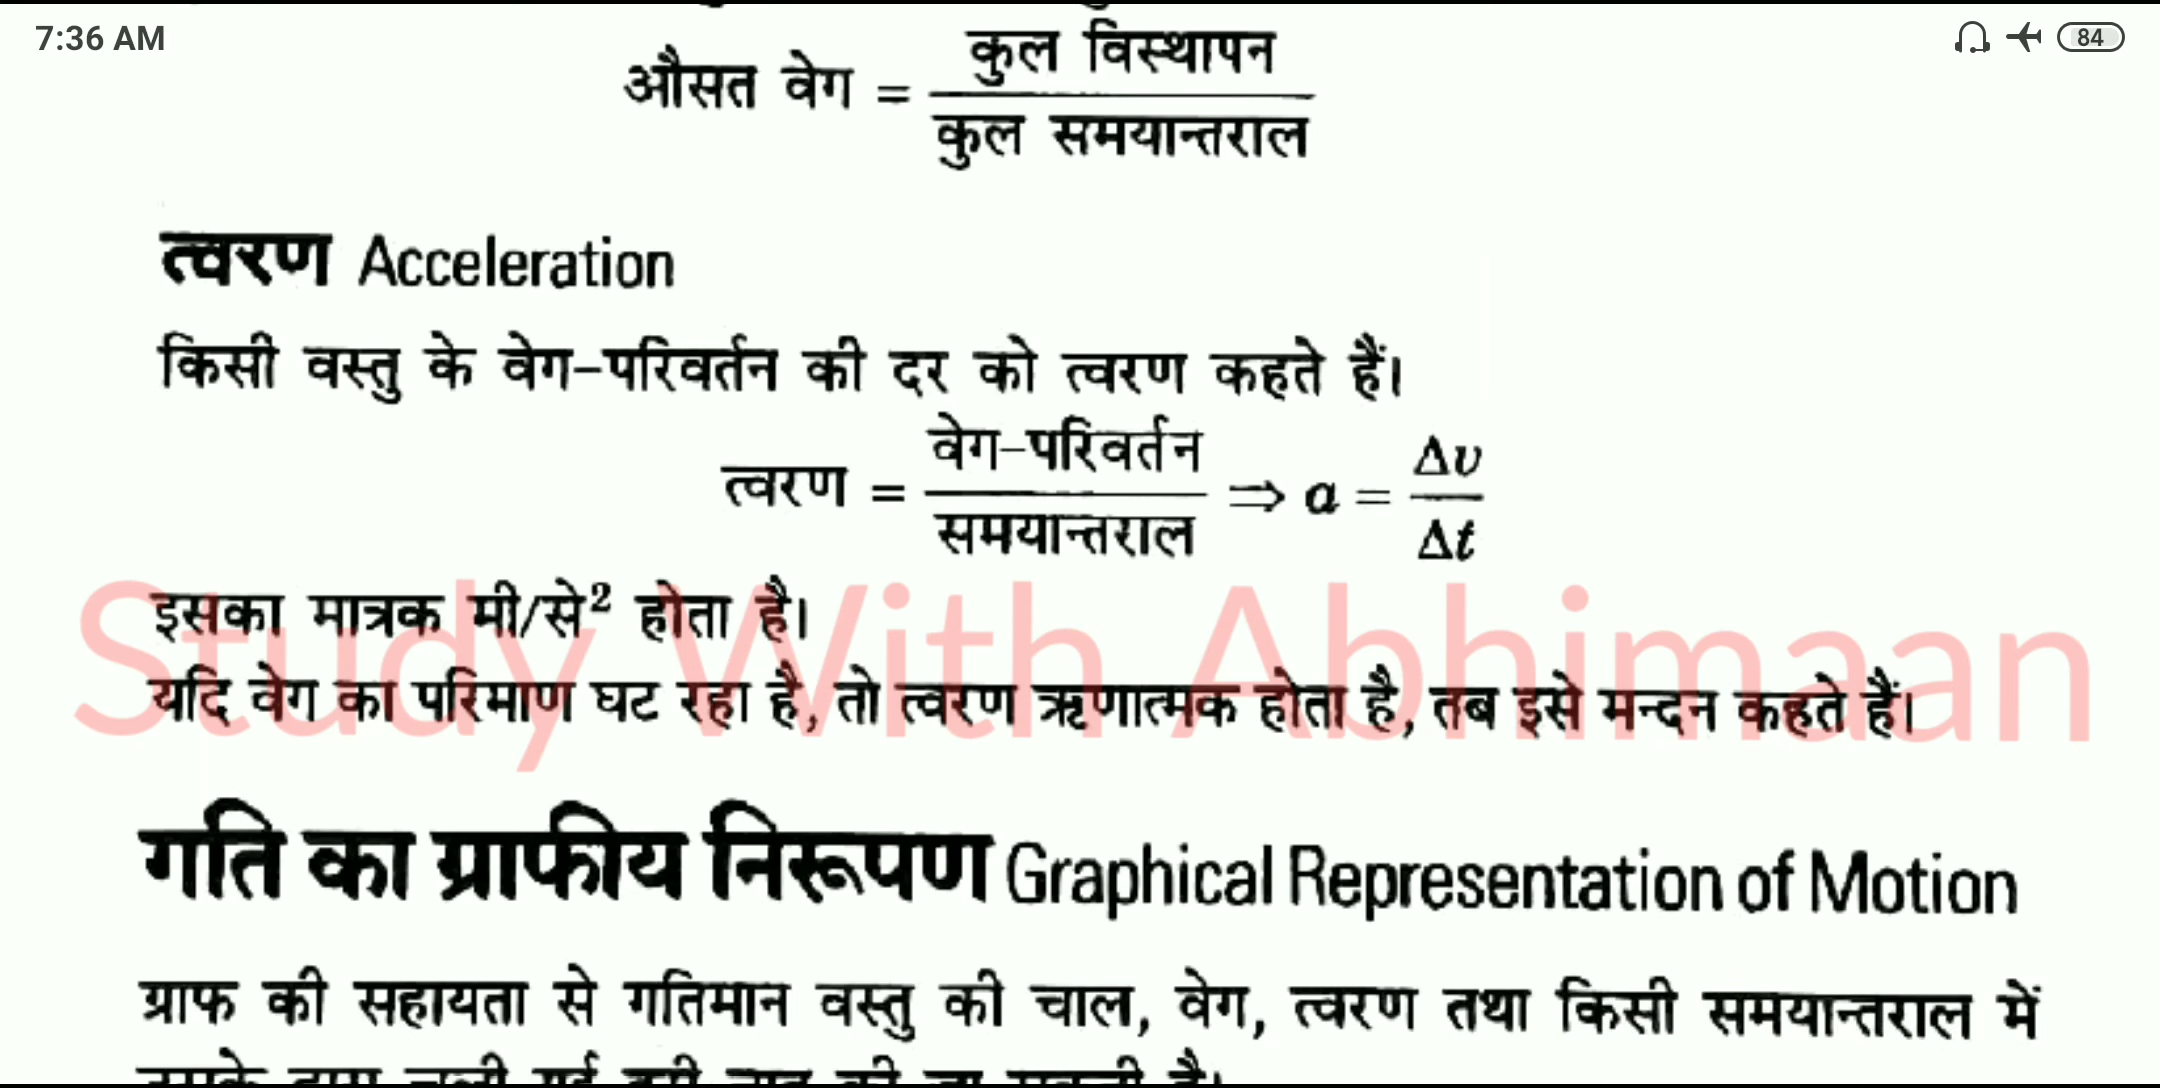 7:36 AM
84
औसत वेग = कुल विस्थापन
कुल समयान्तराल
त्वरण Acceleration
किसी वस्तु के वेग-परिवर्तन की दर को त्वरण कहते हैं।
त्वरण = वेग-परिवर्तन ⇒ a = Δv
समयान्तराल Δt
इसका मात्रक मी/से² होता है।
यदि वेग का परिमाण घट रहा है, तो त्वरण ऋणात्मक होता है, तब इसे मन्दन कहते हैं।
Study With Abhimaan
गति का ग्राफीय निरूपण Graphical Representation of Motion
ग्राफ की सहायता से गतिमान वस्तु की चाल, वेग, त्वरण तथा किसी समयान्तराल में